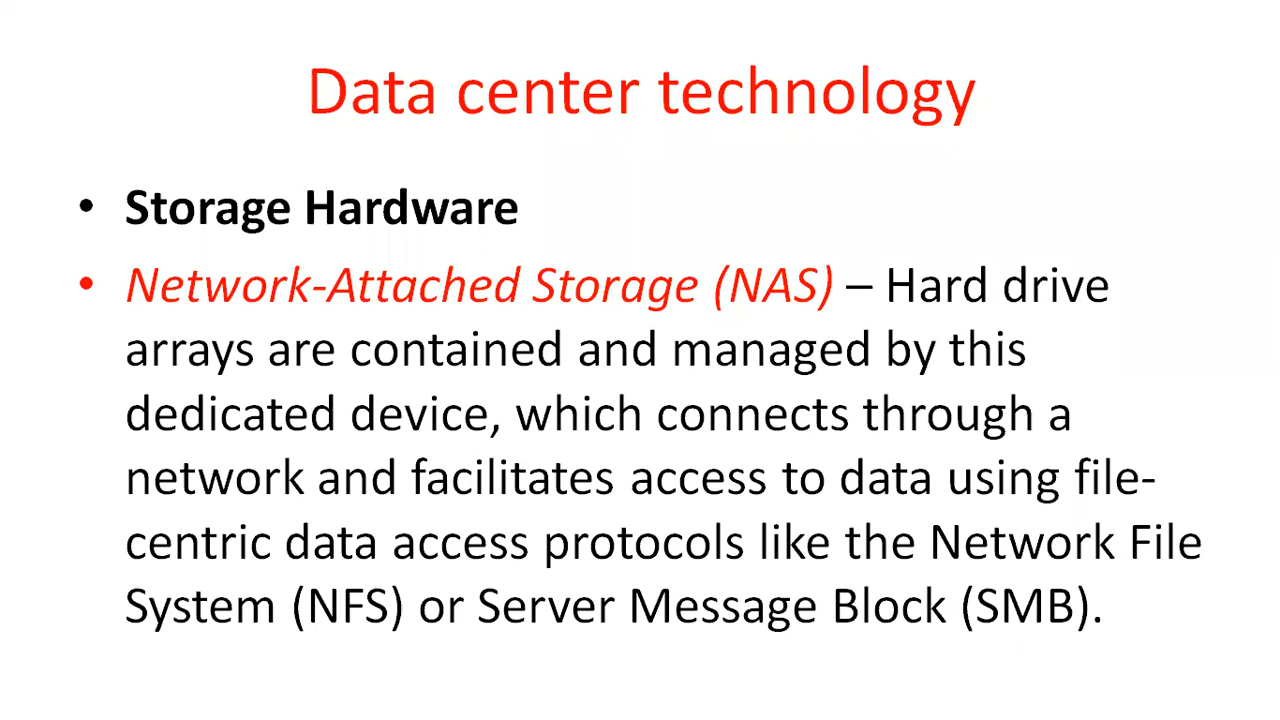 Data center technology
• Storage Hardware
• Network-Attached Storage (NAS) – Hard drive
arrays are contained and managed by this
dedicated device, which connects through a
network and facilitates access to data using file-
centric data access protocols like the Network File
System (NFS) or Server Message Block (SMB).